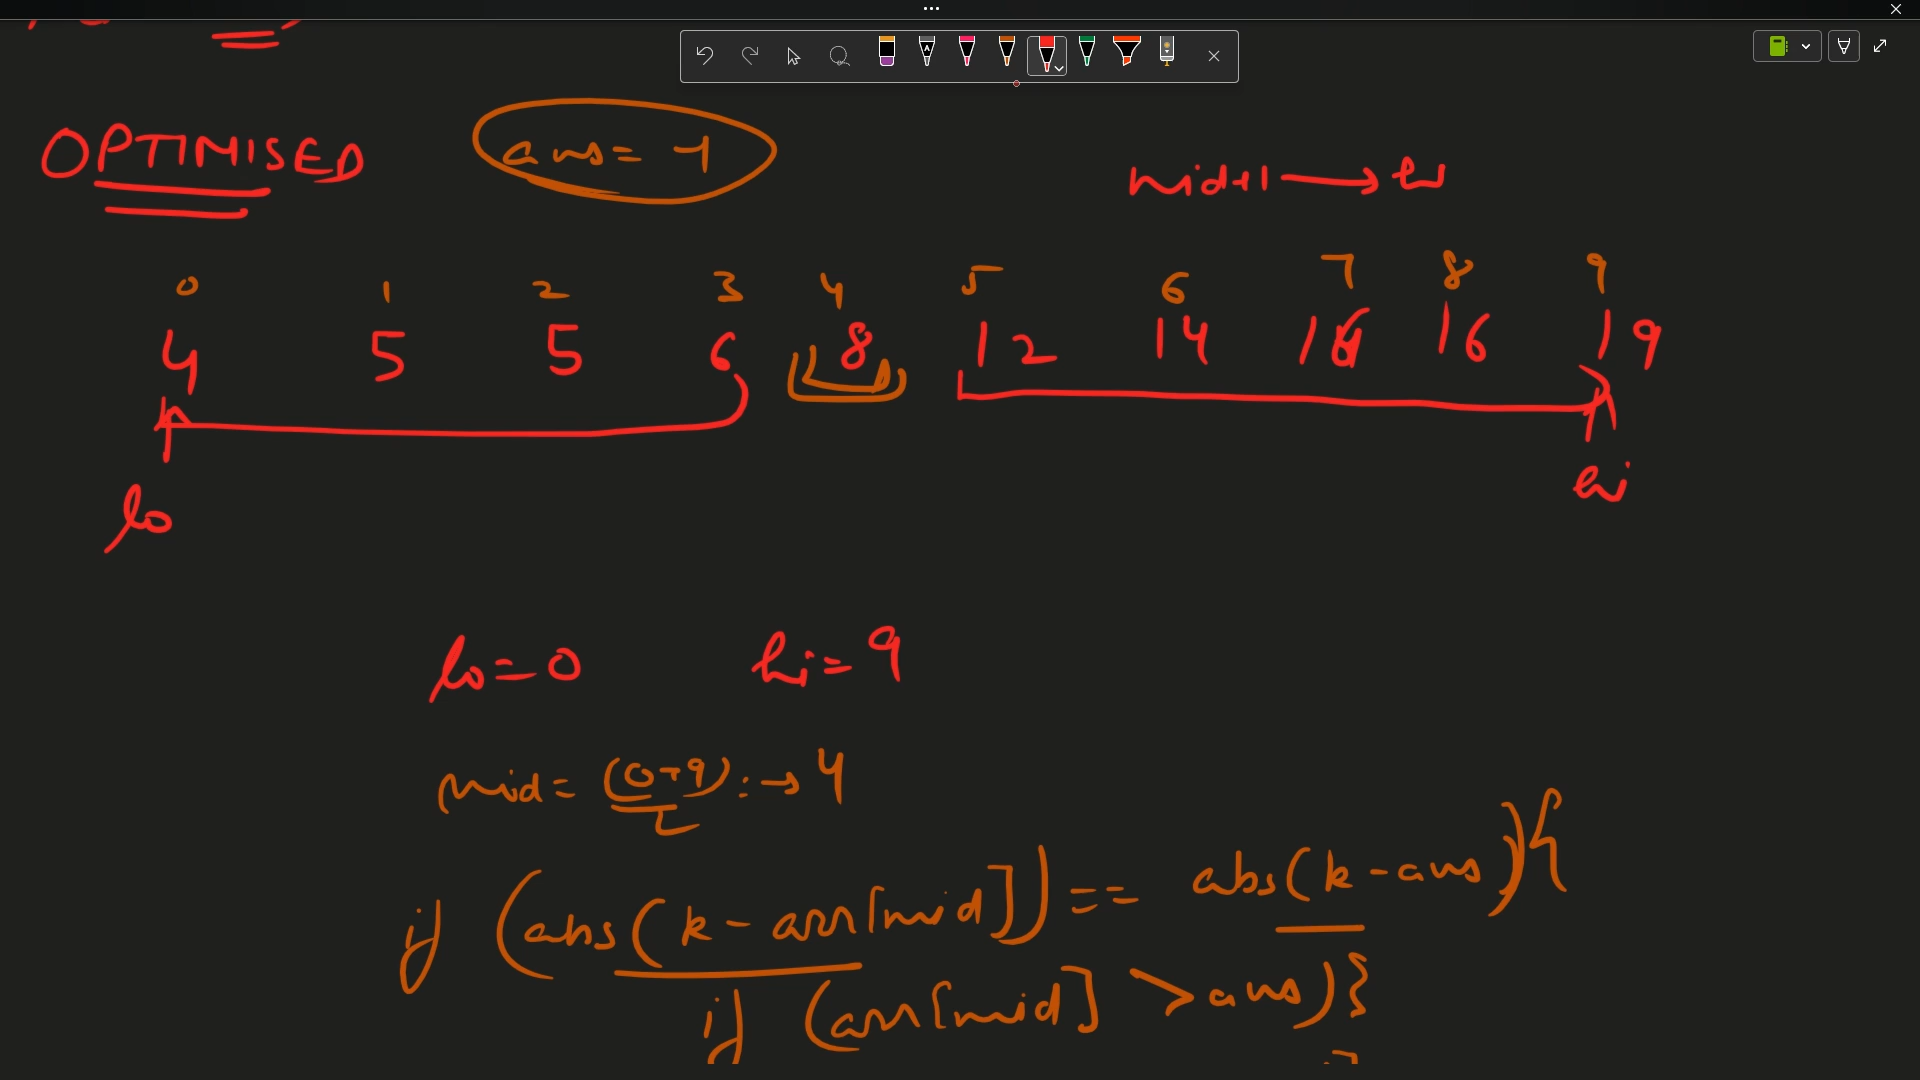 OPTIMISED ans = -1
mid+1 → hi
0 1 2 3 4 5 6 7 8 9
4 5 5 6 8 12 14 16 16 19
lo hi
lo = 0 hi = 9
mid = (0+9) → 4
2
if (abs(k - arr[mid]) == abs(k - ans)){
if (arr[mid] > ans){